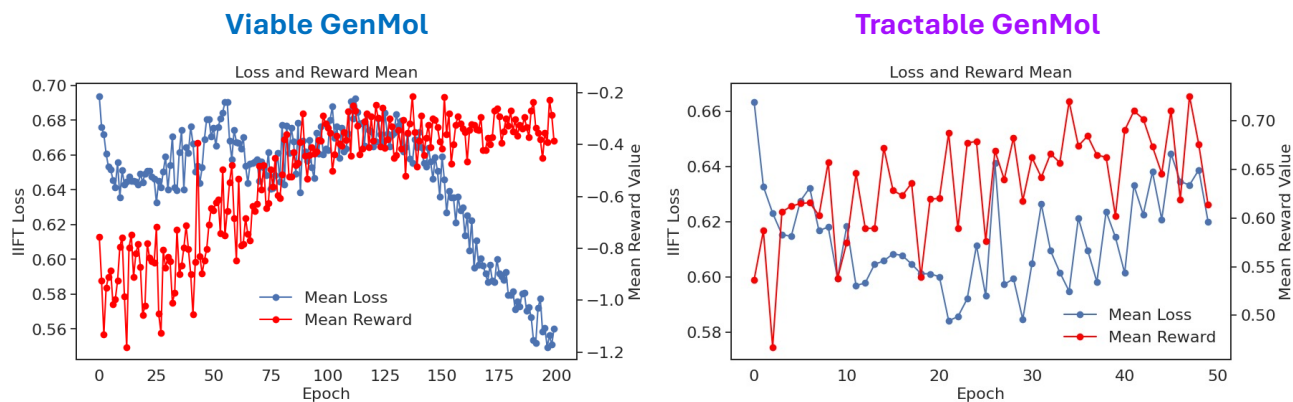 Viable GenMol
Loss and Reward Mean
0.70
0.68
0.66
0.64
0.62
0.60
0.58
0.56
IIFT Loss
−0.2
−0.4
−0.6
−0.8
−1.0
−1.2
Mean Reward Value
Mean Loss
Mean Reward
0 25 50 75 100 125 150 175 200
Epoch
Tractable GenMol
Loss and Reward Mean
0.66
0.64
0.62
0.60
0.58
IIFT Loss
0.70
0.65
0.60
0.55
0.50
Mean Reward Value
Mean Loss
Mean Reward
0 10 20 30 40 50
Epoch